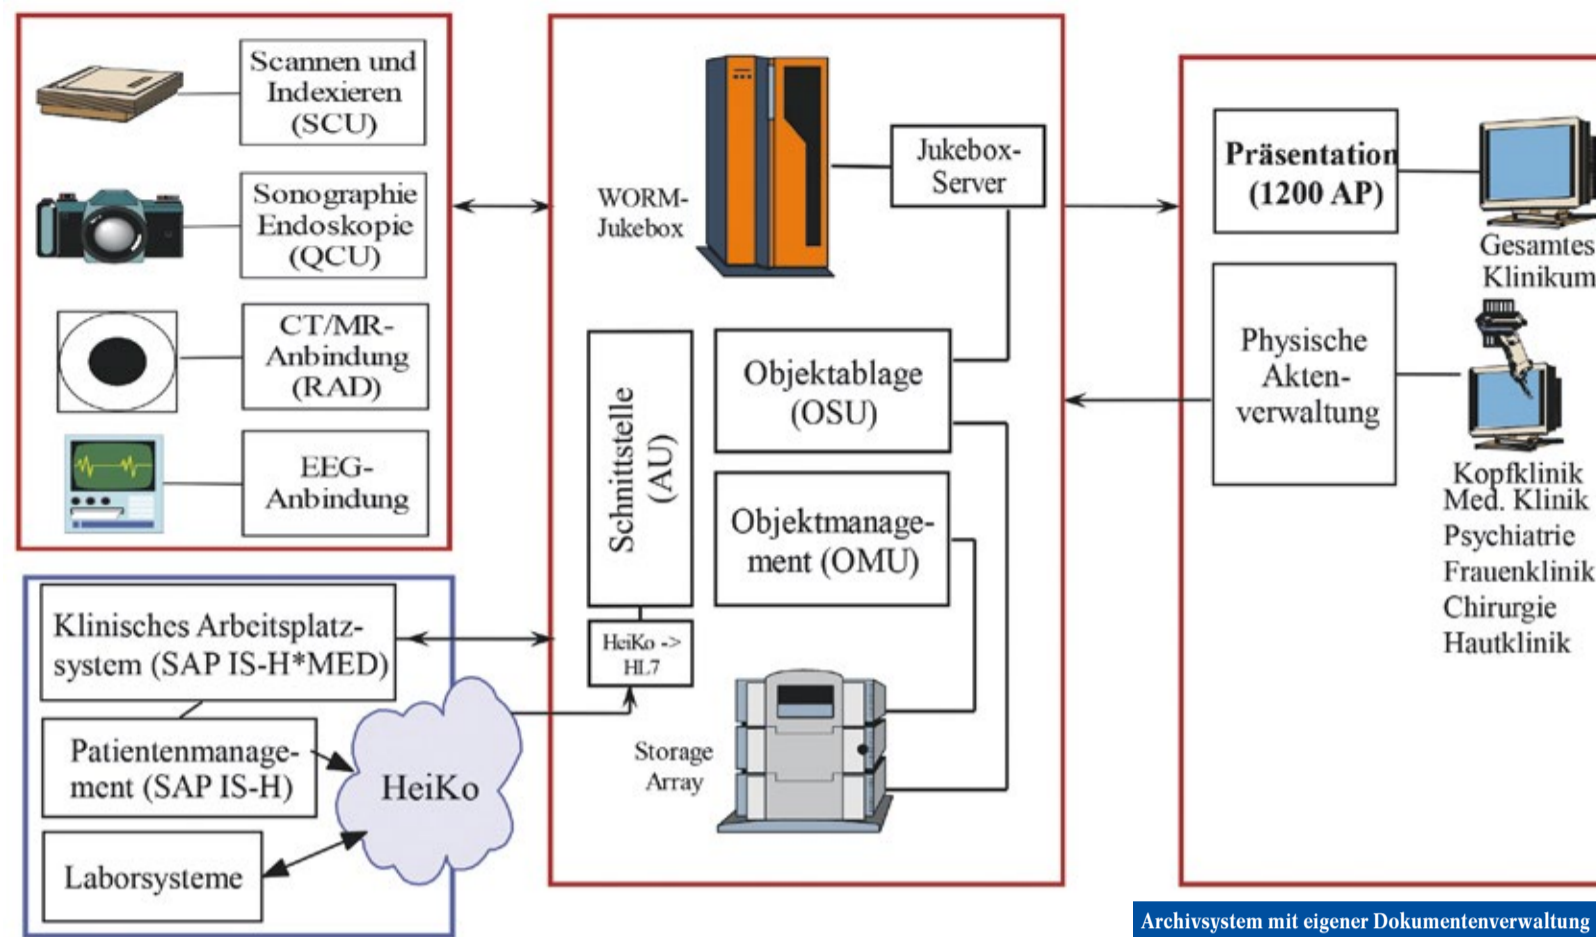 Scannen und
Indexieren
(SCU)
Sonographie
Endoskopie
(QCU)
CT/MR-
Anbindung
(RAD)
EEG-
Anbindung
Klinisches Arbeitsplatz-
system (SAP IS-H*MED)
Patientenmanage-
ment (SAP IS-H)
Laborsysteme
HeiKo
WORM-
Jukebox
Jukebox-
Server
Schnittstelle
(AU)
Objektablage
(OSU)
Objektmanage-
ment (OMU)
HeiKo ->
HL7
Storage
Array
Präsentation
(1200 AP)
Gesamtes
Klinikum
Physische
Akten-
verwaltung
Kopfklinik
Med. Klinik
Psychiatrie
Frauenklinik
Chirurgie
Hautklinik
Archivsystem mit eigener Dokumentenverwaltung